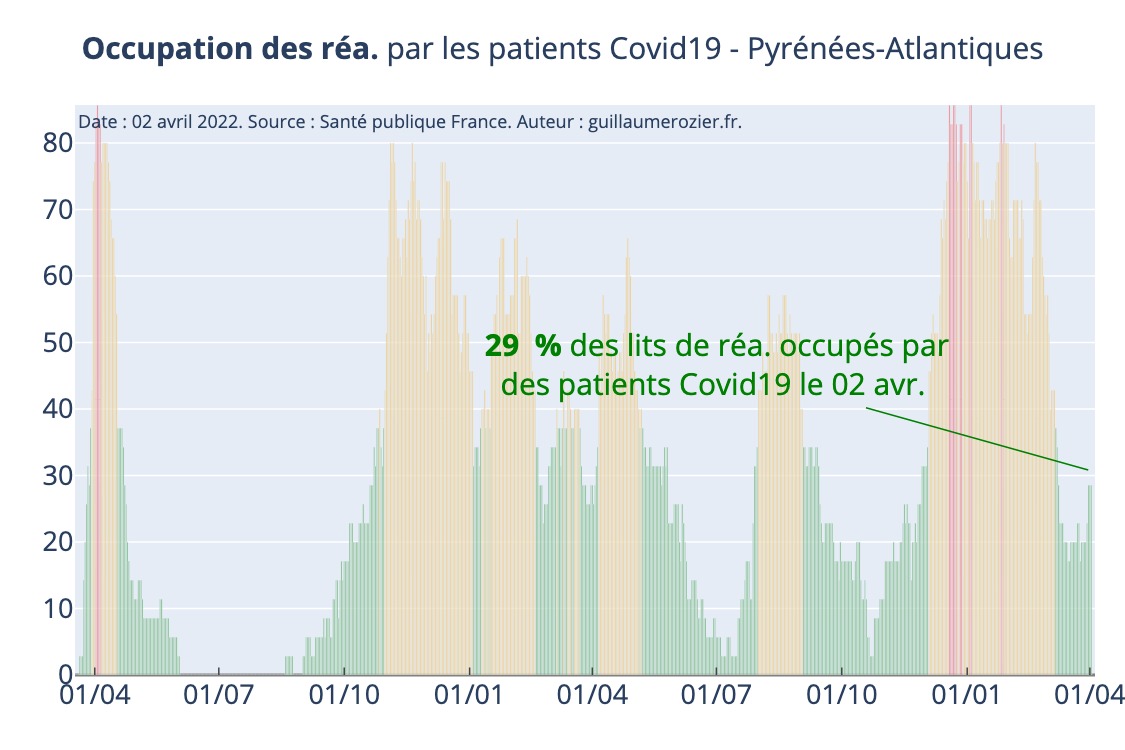 Occupation des réa. par les patients Covid19 - Pyrénées-Atlantiques
Date : 02 avril 2022. Source : Santé publique France. Auteur : guillaumerozier.fr.
80
70
60
50
40
30
20
10
0
29 % des lits de réa. occupés par
des patients Covid19 le 02 avr.
01/04 01/07 01/10 01/01 01/04 01/07 01/10 01/01 01/04